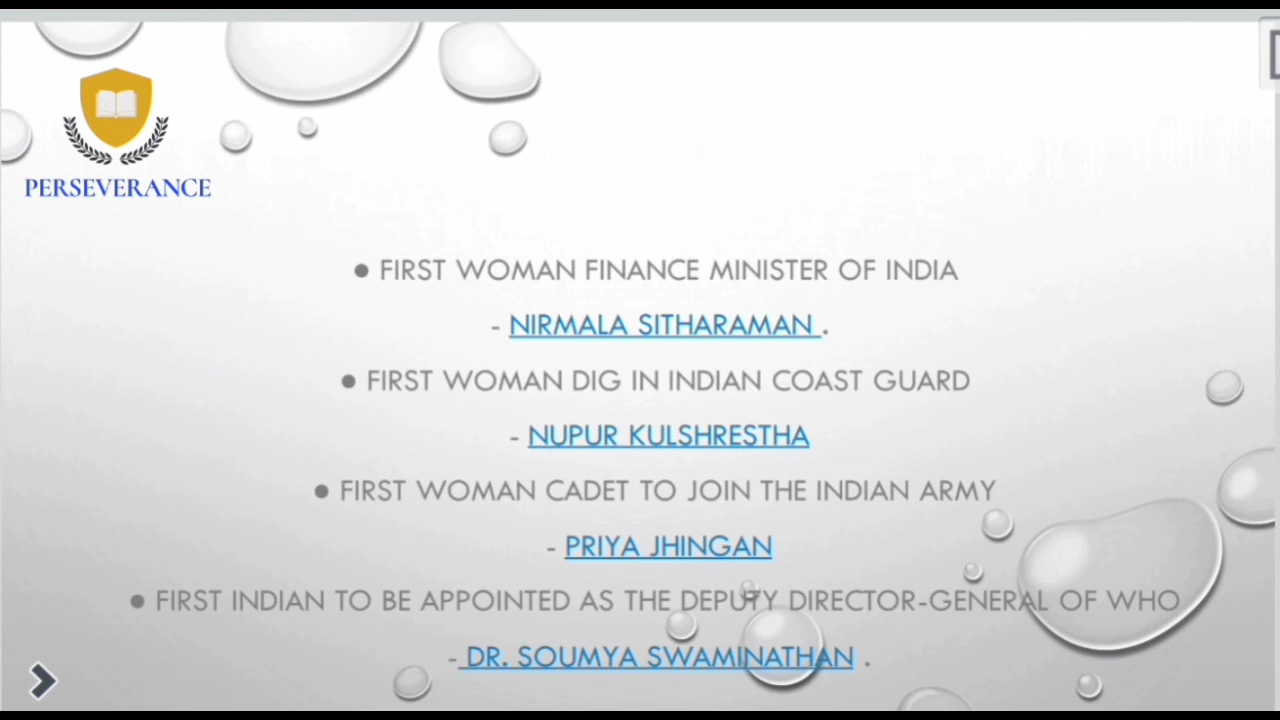 PERSEVERANCE
● FIRST WOMAN FINANCE MINISTER OF INDIA
- NIRMALA SITHARAMAN .
● FIRST WOMAN DIG IN INDIAN COAST GUARD
- NUPUR KULSHRESTHA
● FIRST WOMAN CADET TO JOIN THE INDIAN ARMY
- PRIYA JHINGAN
● FIRST INDIAN TO BE APPOINTED AS THE DEPUTY DIRECTOR-GENERAL OF WHO
- DR. SOUMYA SWAMINATHAN .